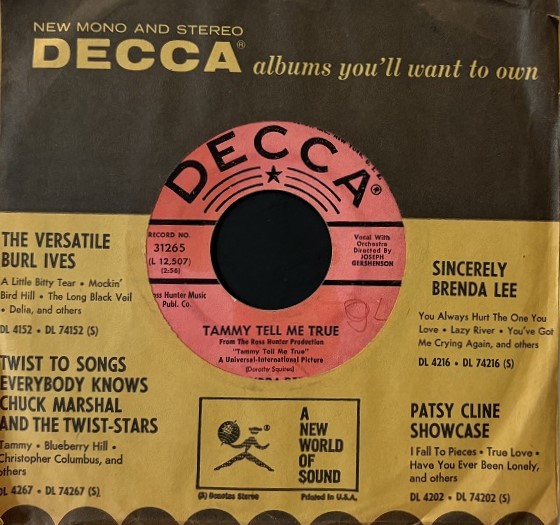 NEW MONO AND STEREO
DECCA® albums you'll want to own
DECCA®
RECORD NO.
31265
(L 12,507)
(2:56)
Vocal With
Orchestra
Directed By
JOSEPH
GERSHENSON
Hunter Music
Publ. Co.
TAMMY TELL ME TRUE
From The Ross Hunter Production
"Tammy Tell Me True"
A Universal-International Picture
(Dorothy Squires)
THE VERSATILE
BURL IVES
A Little Bitty Tear • Mockin'
Bird Hill • The Long Black Veil
• Delia, and others
DL 4152 • DL 74152 (S)
TWIST TO SONGS
EVERYBODY KNOWS
CHUCK MARSHAL
AND THE TWIST-STARS
Tammy • Blueberry Hill •
Christopher Columbus, and
others
DL 4267 • DL 74267 (S)
SINCERELY
BRENDA LEE
You Always Hurt The One You
Love • Lazy River • You've Got
Me Crying Again, and others
DL 4216 • DL 74216 (S)
PATSY CLINE
SHOWCASE
I Fall To Pieces • True Love •
Have You Ever Been Lonely,
and others
DL 4202 • DL 74202 (S)
®
A
NEW
WORLD
OF
SOUND
(S) Denotes Stereo
Printed in U.S.A.
DECCA DECCA DECCA